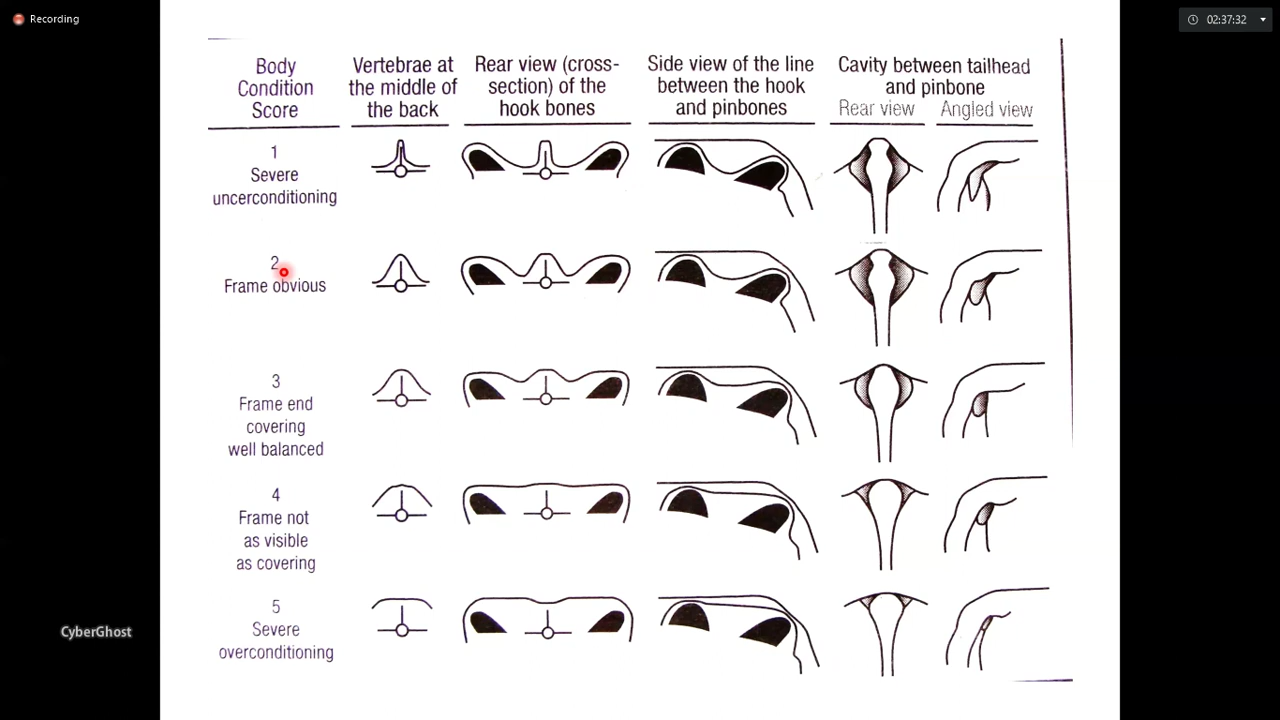 Recording
02:37:32
Body
Condition
Score
Vertebrae at
the middle of
the back
Rear view (cross-
section) of the
hook bones
Side view of the line
between the hook
and pinbones
Cavity between tailhead
and pinbone
Rear view
Angled view
1
Severe
uncerconditioning
2
Frame obvious
3
Frame end
covering
well balanced
4
Frame not
as visible
as covering
5
Severe
overconditioning
CyberGhost